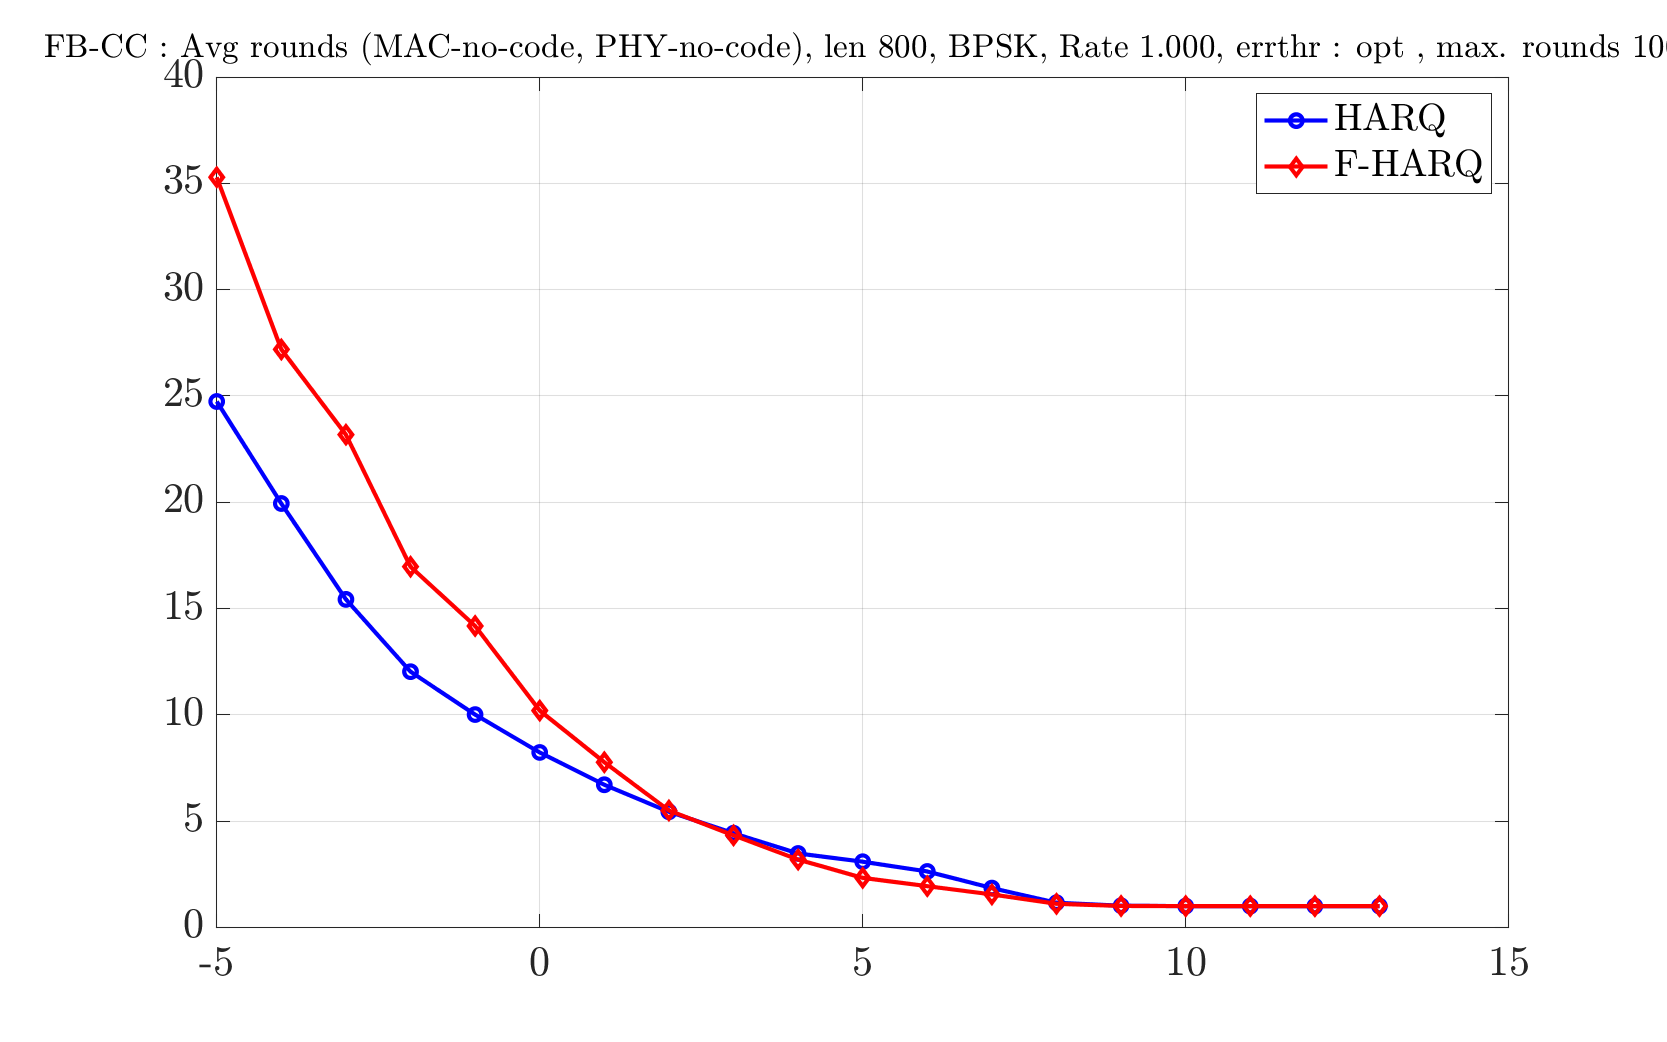 FB-CC : Avg rounds (MAC-no-code, PHY-no-code), len 800, BPSK, Rate 1.000, errthr : opt , max. rounds
40
35
30
25
20
15
10
5
0
-5 0 5 10 15
HARQ
F-HARQ